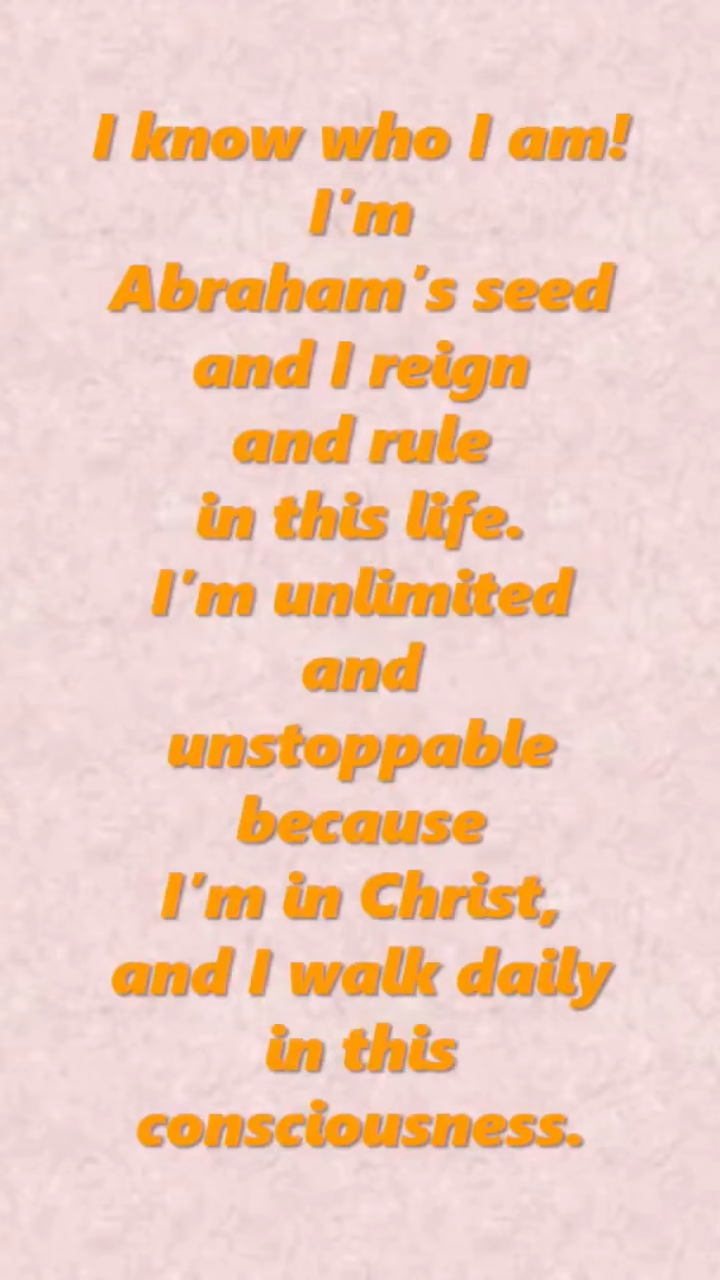 I know who I am!
I'm
Abraham's seed
and I reign
and rule
in this life.
I'm unlimited
and
unstoppable
because
I'm in Christ,
and I walk daily
in this
consciousness.